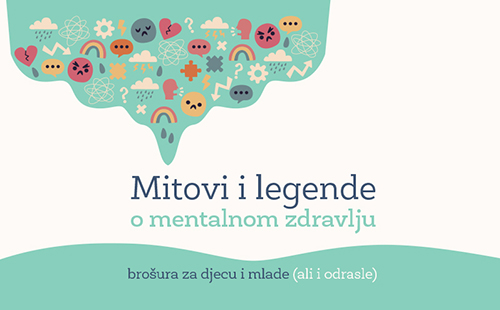 Mitovi i legende
o mentalnom zdravlju
brošura za djecu i mlade (ali i odrasle)